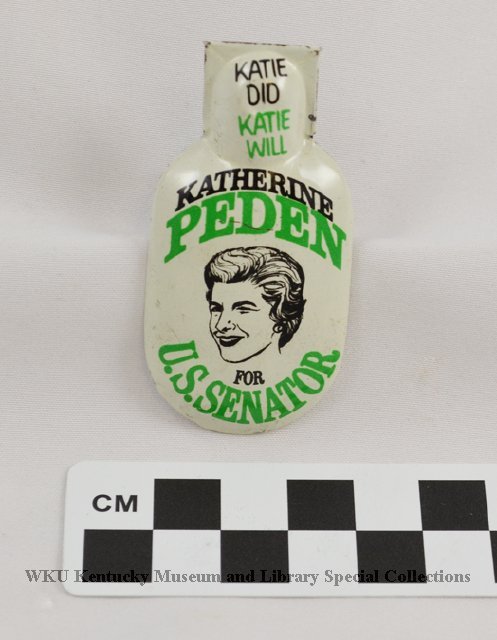 KATIE
DID
KATIE
WILL
KATHERINE
PEDEN
FOR
U.S. SENATOR
CM
WKU Kentucky Museum and Library Special Collections